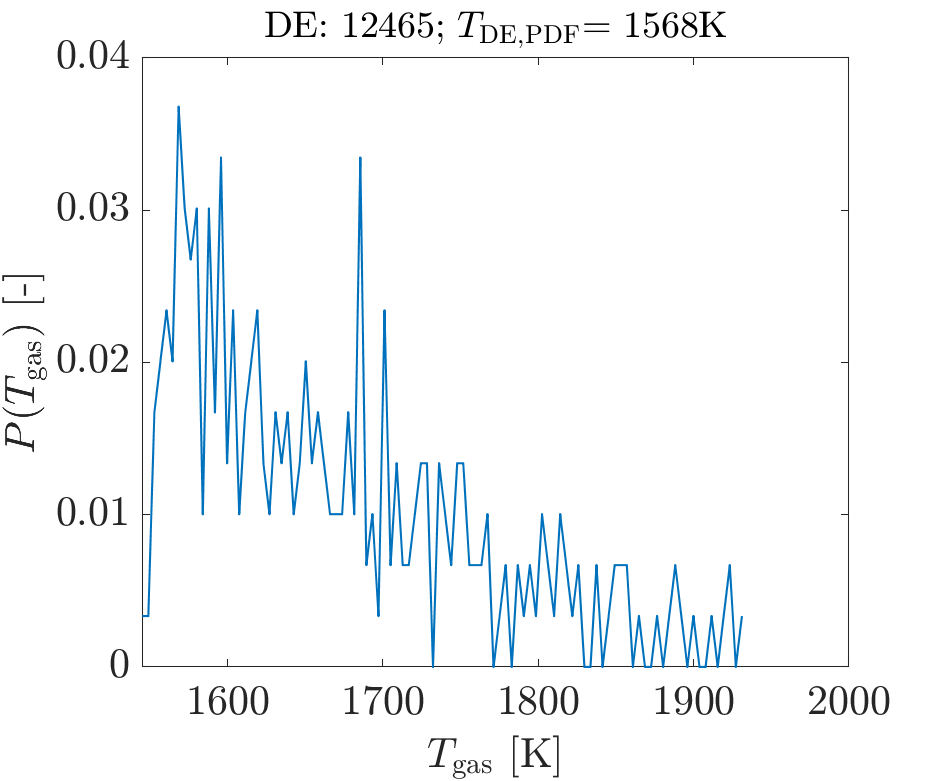 DE: 12465; T_DE,PDF= 1568K
0.04
0.03
0.02
0.01
0
P(T_gas) [-]
1600 1700 1800 1900 2000
T_gas [K]